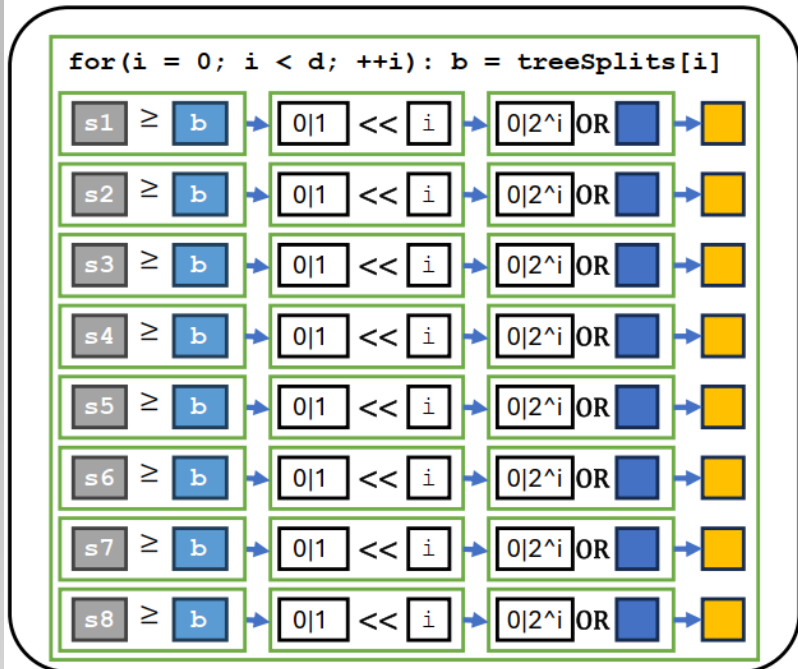 for(i = 0; i < d; ++i): b = treeSplits[i]
s1 ≥ b 0|1 << i 0|2^i OR
s2 ≥ b 0|1 << i 0|2^i OR
s3 ≥ b 0|1 << i 0|2^i OR
s4 ≥ b 0|1 << i 0|2^i OR
s5 ≥ b 0|1 << i 0|2^i OR
s6 ≥ b 0|1 << i 0|2^i OR
s7 ≥ b 0|1 << i 0|2^i OR
s8 ≥ b 0|1 << i 0|2^i OR